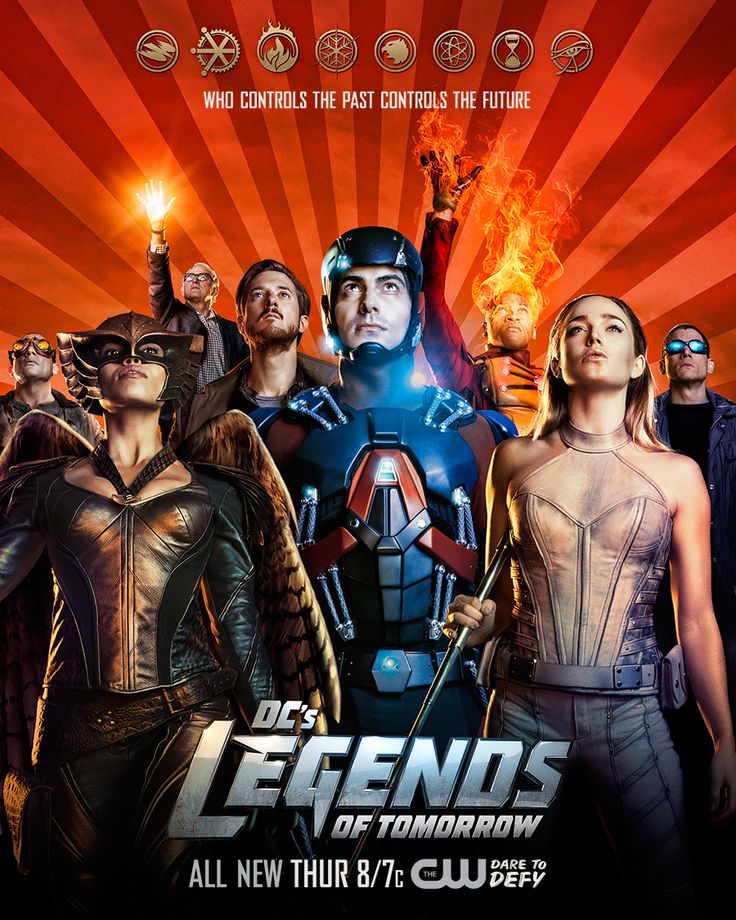 WHO CONTROLS THE PAST CONTROLS THE FUTURE
DC's
LEGENDS
OF TOMORROW
ALL NEW THUR 8/7c THE CW DARE TO DEFY